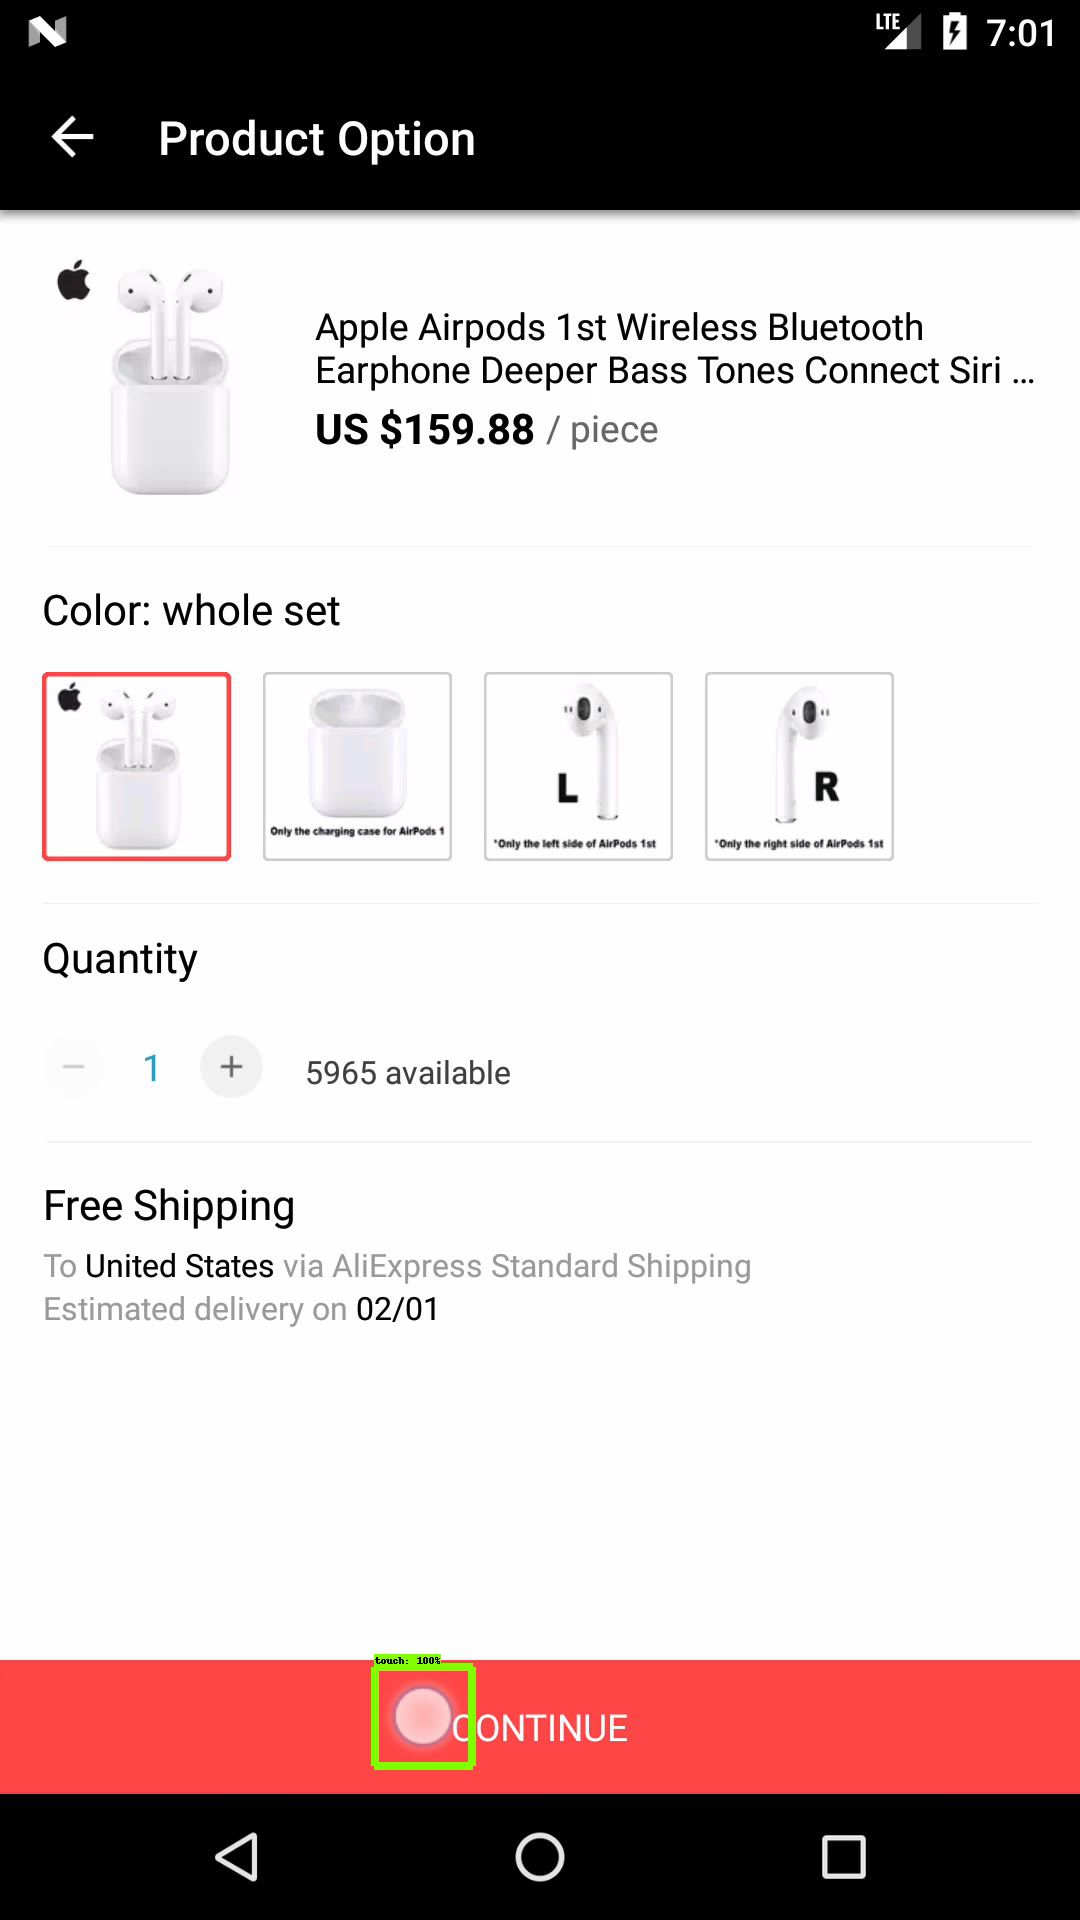 LTE 7:01
Product Option
Apple Airpods 1st Wireless Bluetooth
Earphone Deeper Bass Tones Connect Siri ...
US $159.88 / piece
Color: whole set
Only the charging case for AirPods 1
L
*Only the left side of AirPods 1st
R
*Only the right side of AirPods 1st
Quantity
1
5965 available
Free Shipping
To United States via AliExpress Standard Shipping
Estimated delivery on 02/01
touch: 100%
CONTINUE